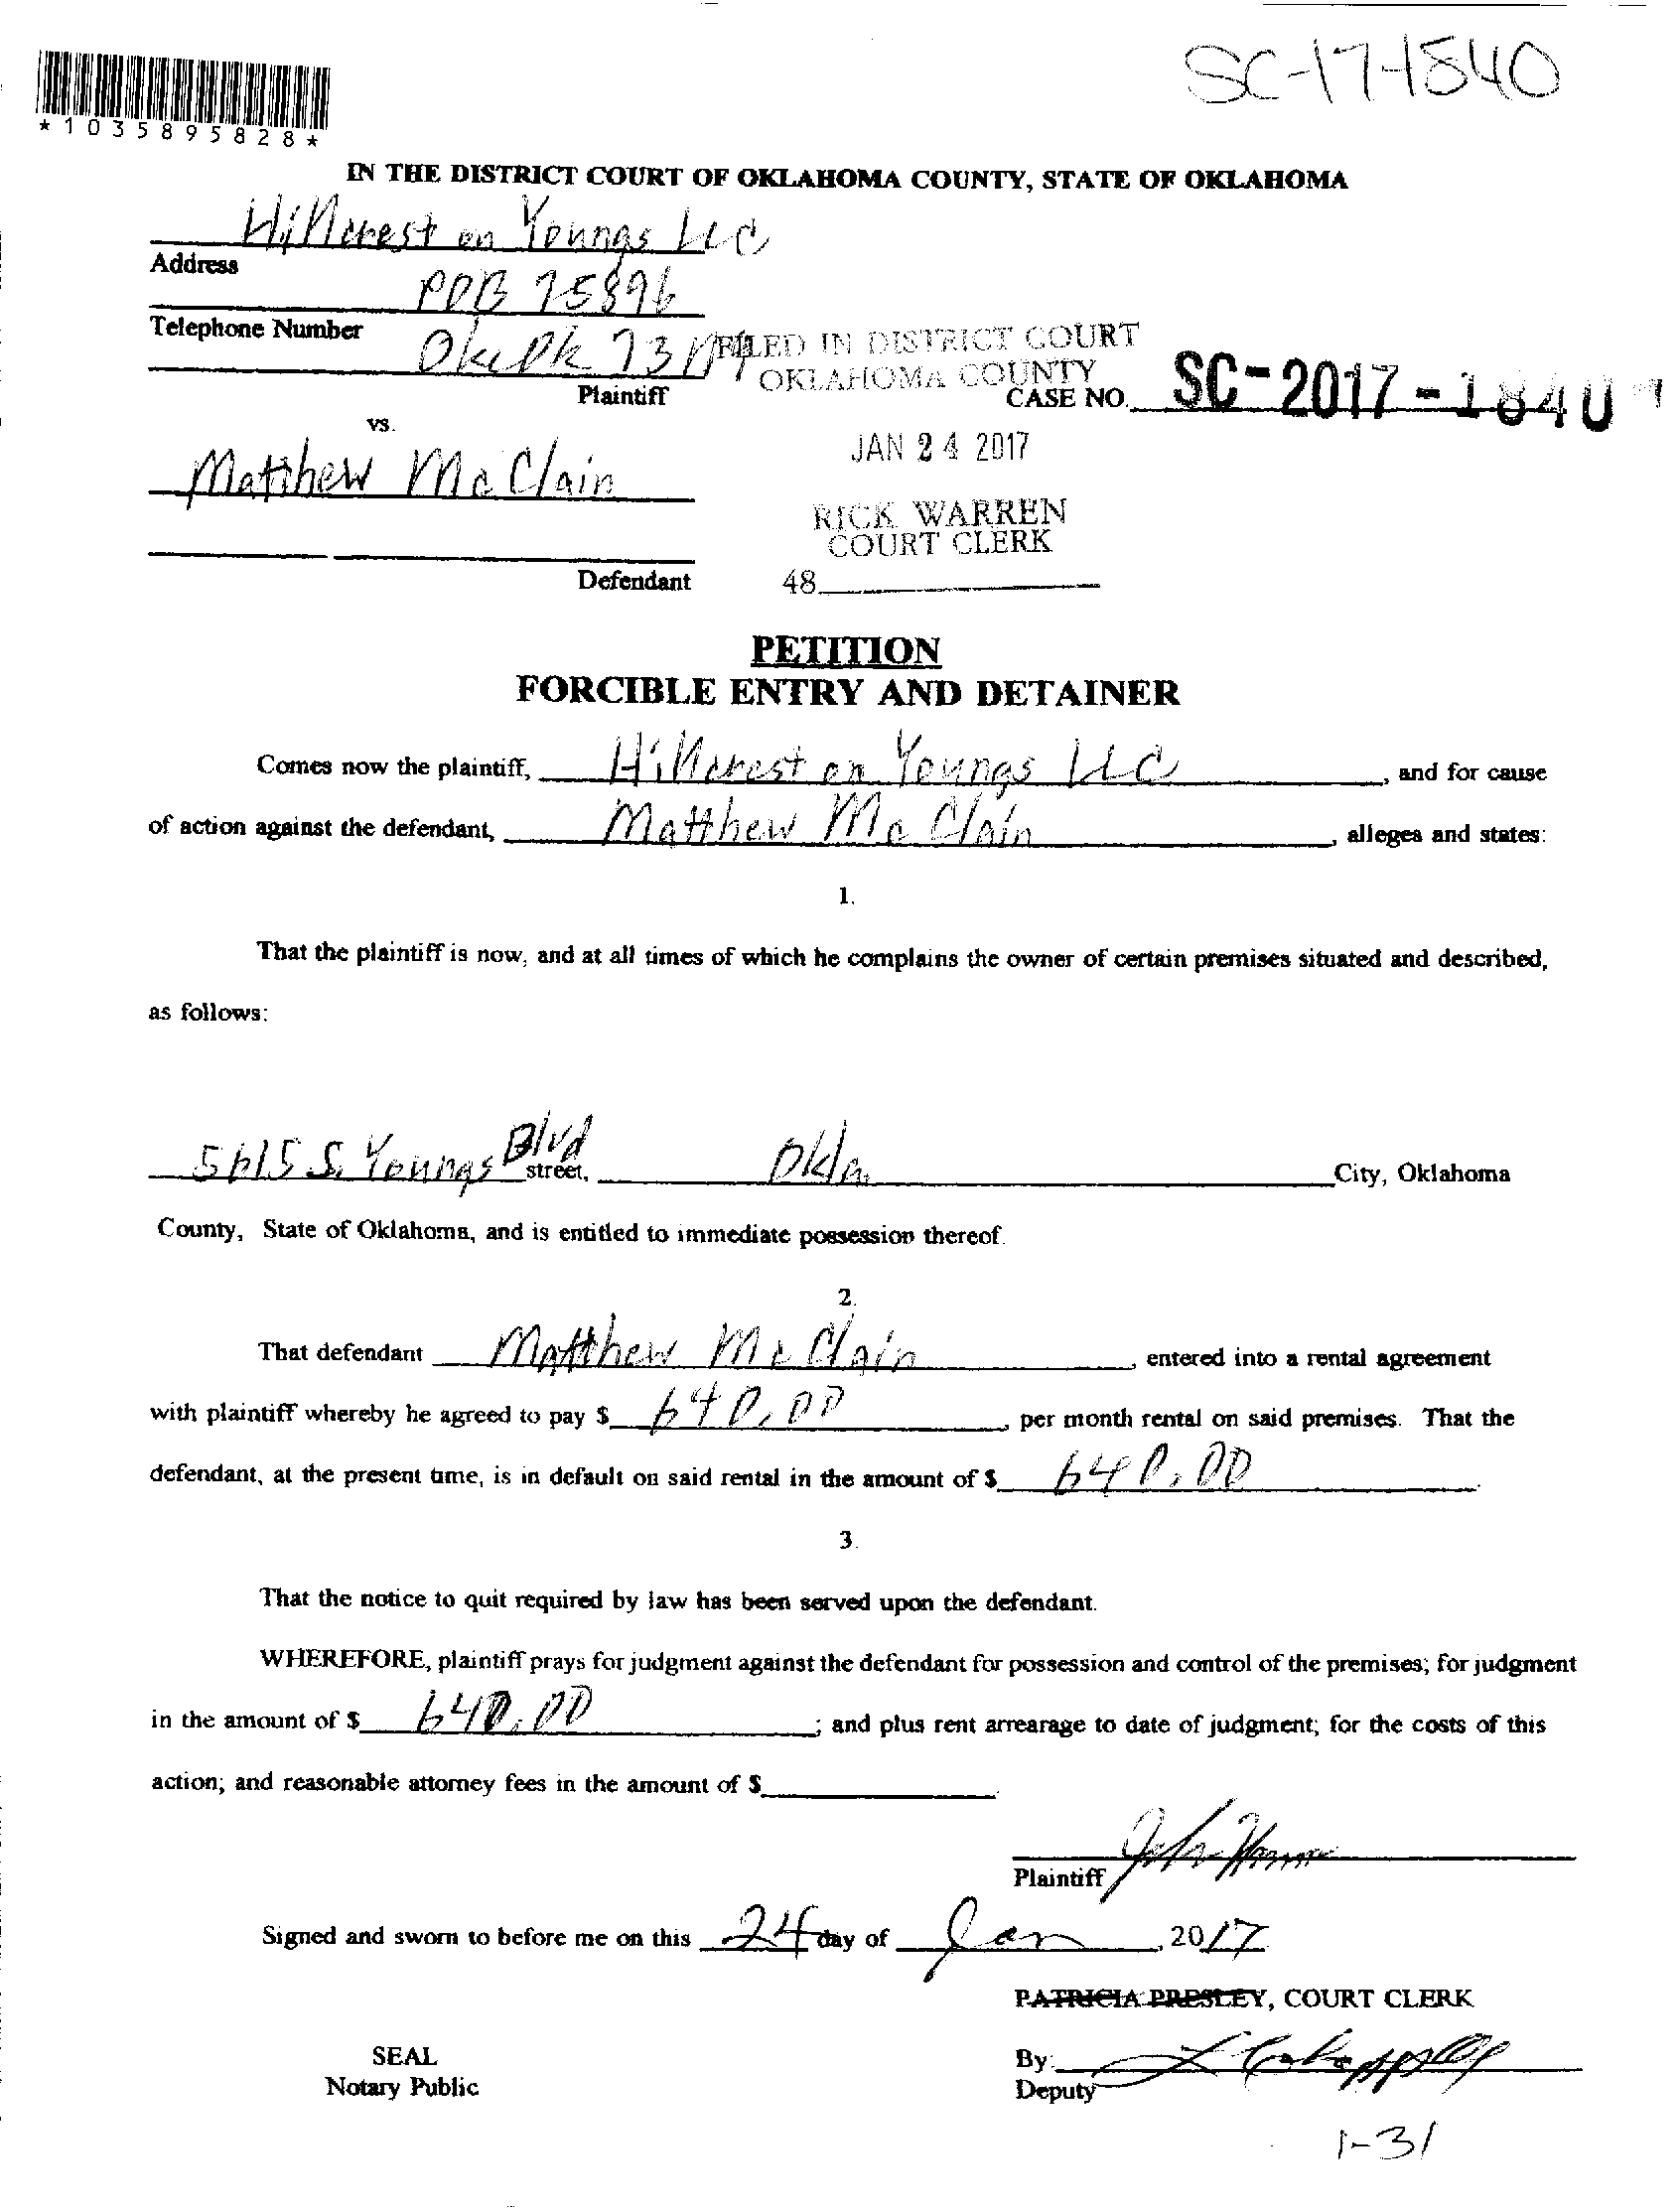 SC-17-1840
*1035895828*
IN THE DISTRICT COURT OF OKLAHOMA COUNTY, STATE OF OKLAHOMA
Hillcrest on Youngs LLC
Address
POB 75896
Telephone Number
FILED IN DISTRICT COURT
OKLAHOMA COUNTY
Plaintiff
CASE NO. SC-2017-1840
vs.
JAN 24 2017
Matthew McClain
RICK WARREN
COURT CLERK
Defendant
48
PETITION
FORCIBLE ENTRY AND DETAINER
Comes now the plaintiff, Hillcrest on Youngs LLC, and for cause
of action against the defendant, Matthew McClain, alleges and states:
1.
That the plaintiff is now, and at all times of which he complains the owner of certain premises situated and described,
as follows:
5615 S. Youngs Blvd street, Okla. City, Oklahoma
County, State of Oklahoma, and is entitled to immediate possession thereof.
2.
That defendant Matthew McClain, entered into a rental agreement
with plaintiff whereby he agreed to pay $ 640.00, per month rental on said premises. That the
defendant, at the present time, is in default on said rental in the amount of $ 640.00.
3.
That the notice to quit required by law has been served upon the defendant.
WHEREFORE, plaintiff prays for judgment against the defendant for possession and control of the premises; for judgment
in the amount of $ 640.00; and plus rent arrearage to date of judgment; for the costs of this
action; and reasonable attorney fees in the amount of $
Plaintiff
Signed and sworn to before me on this 24 day of Jan, 2017
PATRICIA PRESLEY, COURT CLERK
SEAL
By:
Notary Public
Deputy
1-31